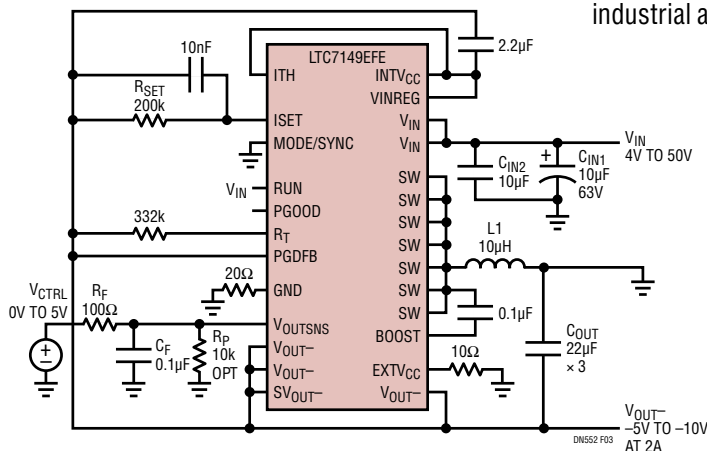 industrial a
10nF
2.2µF
LTC7149EFE
ITH
INTVCC
RSET
200k
VINREG
ISET
VIN
MODE/SYNC
VIN
VIN
4V TO 50V
CIN2
10µF
+
CIN1
10µF
63V
SW
VIN
RUN
SW
PGOOD
SW
332k
RT
SW
L1
10µH
PGDFB
SW
20Ω
GND
SW
VCTRL
0V TO 5V
RF
100Ω
SW
0.1µF
VOUTSNS
BOOST
CF
0.1µF
RP
10k
OPT
VOUT–
COUT
22µF
× 3
VOUT–
EXTVCC
10Ω
SVOUT–
VOUT–
+
–
VOUT–
–5V TO –10V
AT 2A
DN552 F03